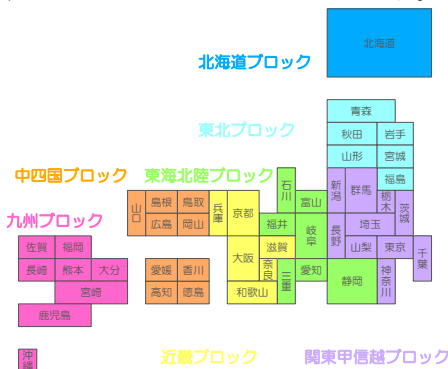 北海道
北海道ブロック
青森
東北ブロック
秋田 岩手
山形 宮城
中四国ブロック 東海北陸ブロック
石川 新潟 群馬 栃木 福島
九州ブロック
山口 島根 鳥取 兵庫 京都 富山 茨城
広島 岡山 福井 岐阜 長野 埼玉
佐賀 福岡
大阪 滋賀 山梨 東京 千葉
長崎 熊本 大分 愛媛 香川 奈良 三重 愛知 静岡 神奈川
宮崎 高知 徳島 和歌山
鹿児島
沖縄
近畿ブロック 関東甲信越ブロック